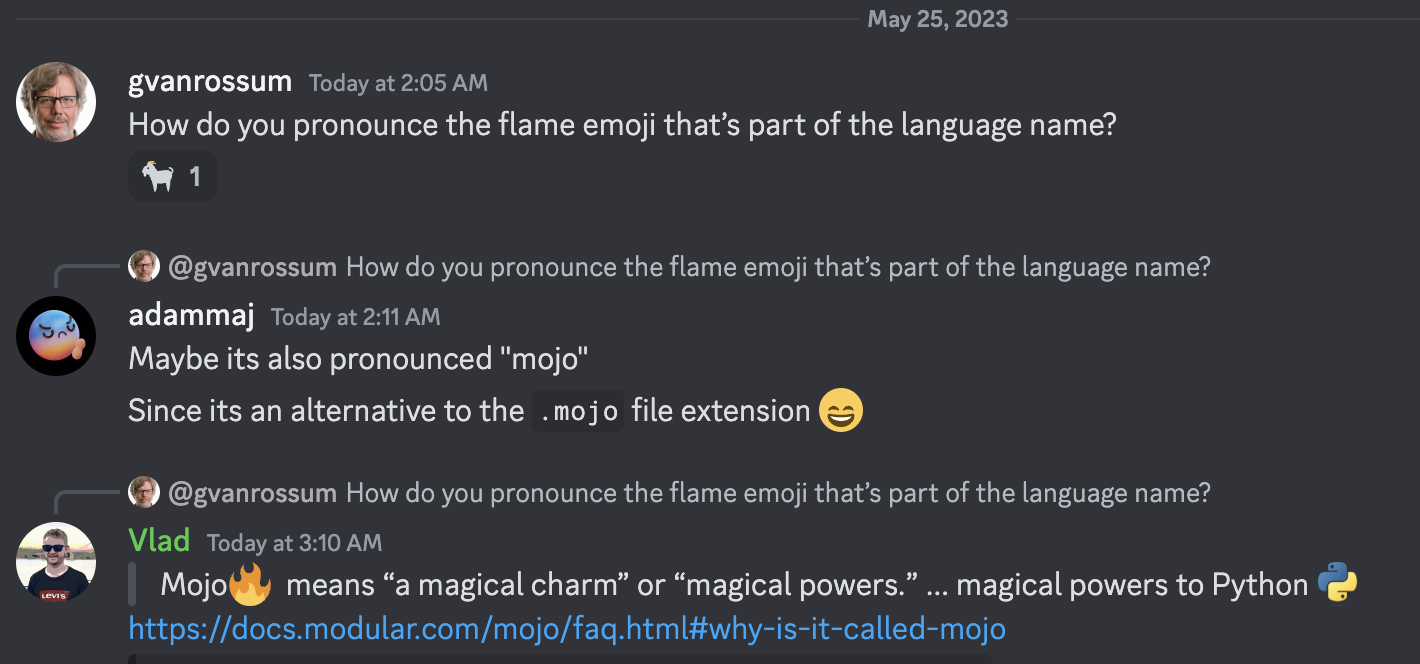 May 25, 2023
gvanrossum Today at 2:05 AM
How do you pronounce the flame emoji that’s part of the language name?
🐐 1
@gvanrossum How do you pronounce the flame emoji that’s part of the language name?
adammaj Today at 2:11 AM
Maybe its also pronounced "mojo"
Since its an alternative to the .mojo file extension 😄
@gvanrossum How do you pronounce the flame emoji that’s part of the language name?
Vlad Today at 3:10 AM
Mojo🔥 means “a magical charm” or “magical powers.” ... magical powers to Python
https://docs.modular.com/mojo/faq.html#why-is-it-called-mojo
LEVI'S